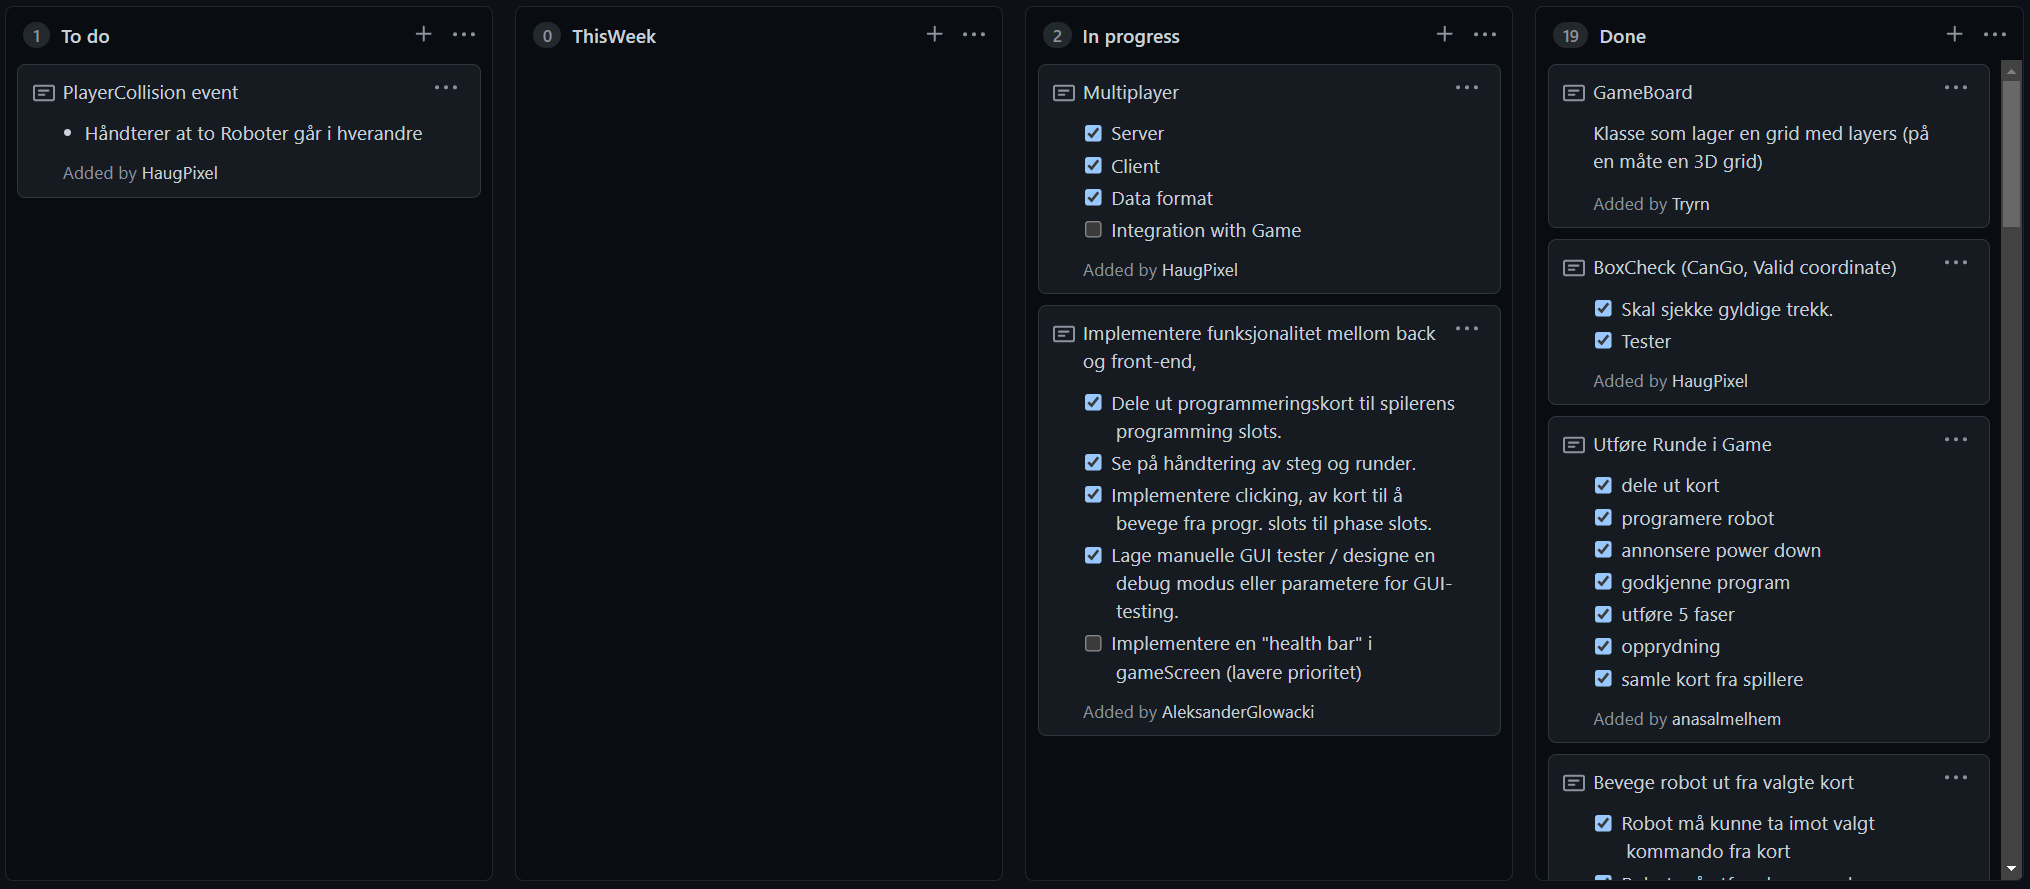 1 To do
PlayerCollision event
Håndterer at to Roboter går i hverandre
Added by HaugPixel
0 ThisWeek
2 In progress
Multiplayer
Server
Client
Data format
Integration with Game
Added by HaugPixel
Implementere funksjonalitet mellom back
og front-end,
Dele ut programmeringskort til spilerens
programming slots.
Se på håndtering av steg og runder.
Implementere clicking, av kort til å
bevege fra progr. slots til phase slots.
Lage manuelle GUI tester / designe en
debug modus eller parametere for GUI-
testing.
Implementere en "health bar" i
gameScreen (lavere prioritet)
Added by AleksanderGlowacki
19 Done
GameBoard
Klasse som lager en grid med layers (på
en måte en 3D grid)
Added by Tryrn
BoxCheck (CanGo, Valid coordinate)
Skal sjekke gyldige trekk.
Tester
Added by HaugPixel
Utføre Runde i Game
dele ut kort
programere robot
annonsere power down
godkjenne program
utføre 5 faser
opprydning
samle kort fra spillere
Added by anasalmelhem
Bevege robot ut fra valgte kort
Robot må kunne ta imot valgt
kommando fra kort